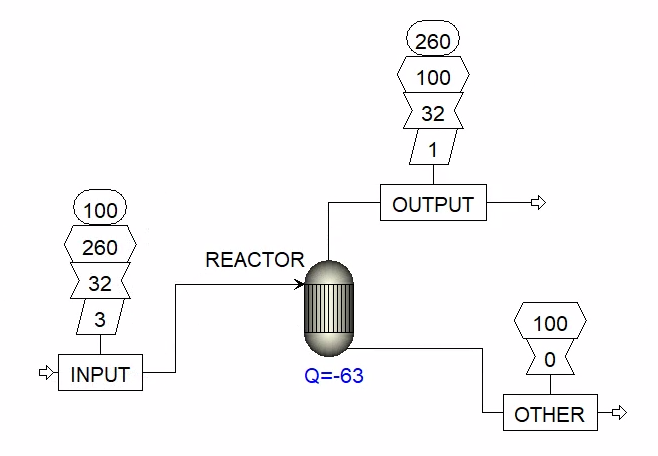 260
100
32
1
OUTPUT
100
260
32
3
INPUT
REACTOR
Q=-63
100
0
OTHER